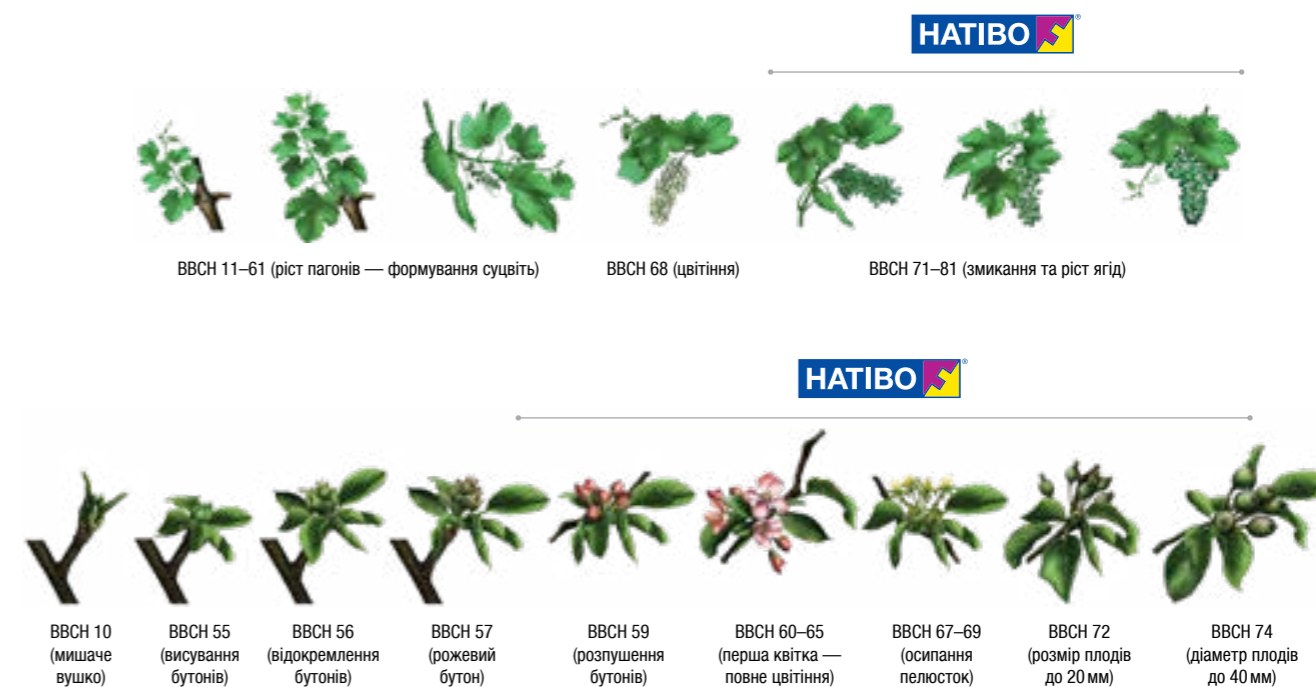 НАТІВО®
ВВСН 11–61 (ріст пагонів — формування суцвіть)
ВВСН 68 (цвітіння)
ВВСН 71–81 (змикання та ріст ягід)
НАТІВО®
ВВСН 10
(мишаче
вушко)
ВВСН 55
(висування
бутонів)
ВВСН 56
(відокремлення
бутонів)
ВВСН 57
(рожевий
бутон)
ВВСН 59
(розпушення
бутонів)
ВВСН 60–65
(перша квітка —
повне цвітіння)
ВВСН 67–69
(осипання
пелюсток)
ВВСН 72
(розмір плодів
до 20 мм)
ВВСН 74
(діаметр плодів
до 40 мм)